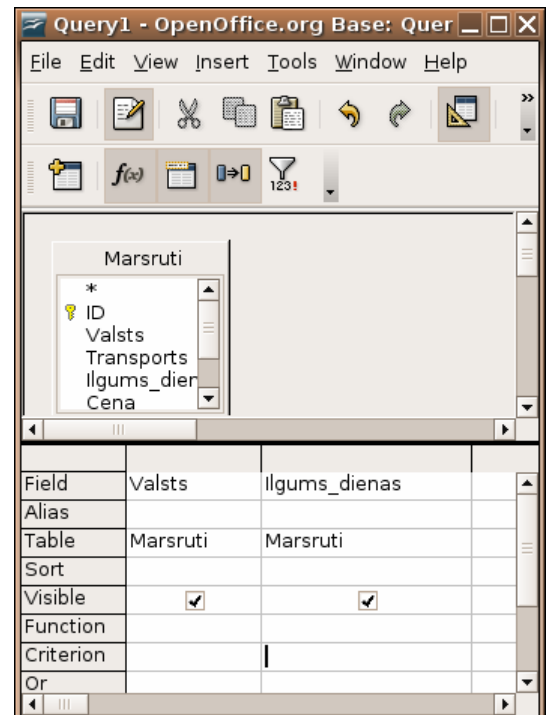 Query1 - OpenOffice.org Base: Quer
File Edit View Insert Tools Window Help
f(x) 123!
Marsruti
*
ID
Valsts
Transports
Ilgums_dien
Cena
Field Valsts Ilgums_dienas
Alias
Table Marsruti Marsruti
Sort
Visible
Function
Criterion
Or